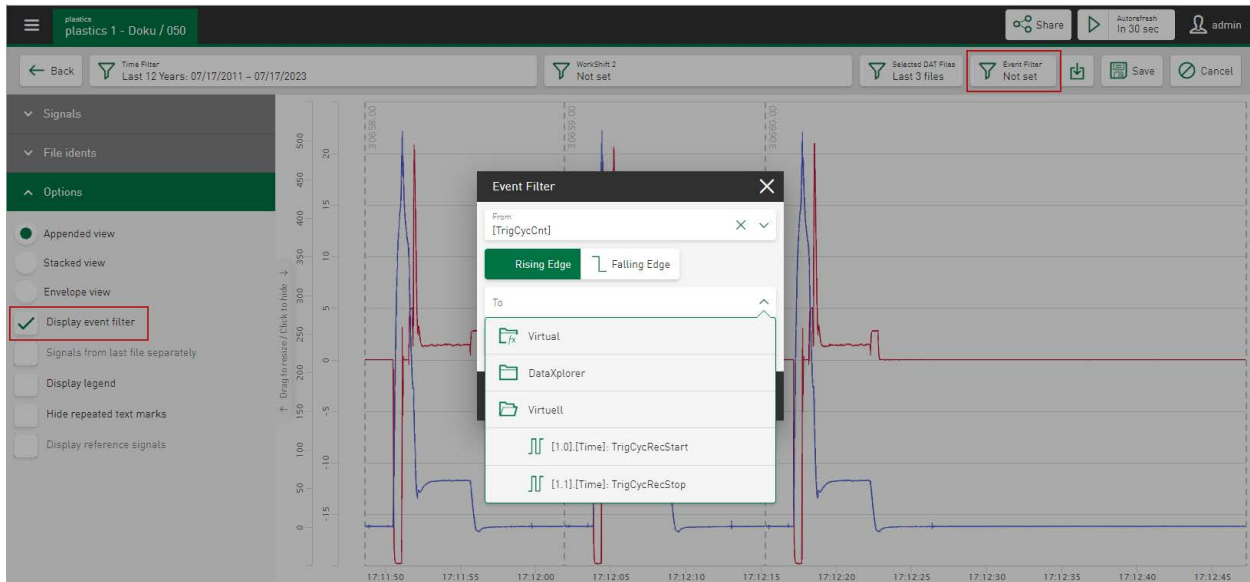 plastics
plastics 1 - Doku / 050
Share
Autorefresh
In 30 sec
admin
Back
Time Filter
Last 12 Years: 07/17/2011 – 07/17/2023
WorkShift 2
Not set
Selected DAT Files
Last 3 files
Event Filter
Not set
Save
Cancel
Signals
File idents
Options
Appended view
Stacked view
Envelope view
Display event filter
Signals from last file separately
Display legend
Hide repeated text marks
Display reference signals
↑ Drag to resize / Click to hide ↓
500
450
400
350
300
250
200
150
100
50
0
20
15
10
5
0
-5
-10
-15
30658.00
30659.00
30660.00
Event Filter
From
[TrigCycCnt]
Rising Edge
Falling Edge
To
fx
Virtual
DataXplorer
Virtuell
[1.0].[Time]: TrigCycRecStart
[1.1].[Time]: TrigCycRecStop
17:11:50
17:11:55
17:12:00
17:12:05
17:12:10
17:12:15
17:12:20
17:12:25
17:12:30
17:12:35
17:12:40
17:12:45